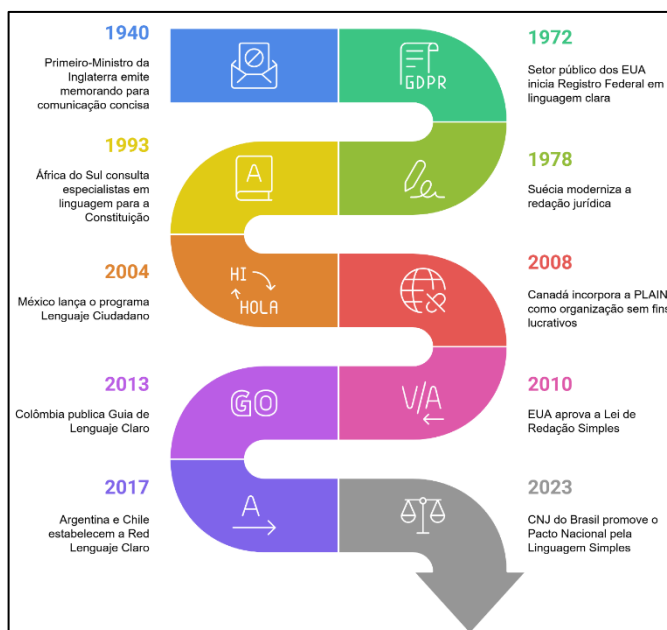 1940
Primeiro-Ministro da
Inglaterra emite
memorando para
comunicação concisa
GDPR
1972
Setor público dos EUA
inicia Registro Federal em
linguagem clara
1993
África do Sul consulta
especialistas em
linguagem para a
Constituição
A
1978
Suécia moderniza a
redação jurídica
2004
México lança o programa
Lenguaje Ciudadano
HI
HOLA
2008
Canadá incorpora a PLAIN
como organização sem fins
lucrativos
2013
Colômbia publica Guia de
Lenguaje Claro
GO
V/A
2010
EUA aprova a Lei de
Redação Simples
2017
Argentina e Chile
estabelecem a Red
Lenguaje Claro
A
2023
CNJ do Brasil promove o
Pacto Nacional pela
Linguagem Simples